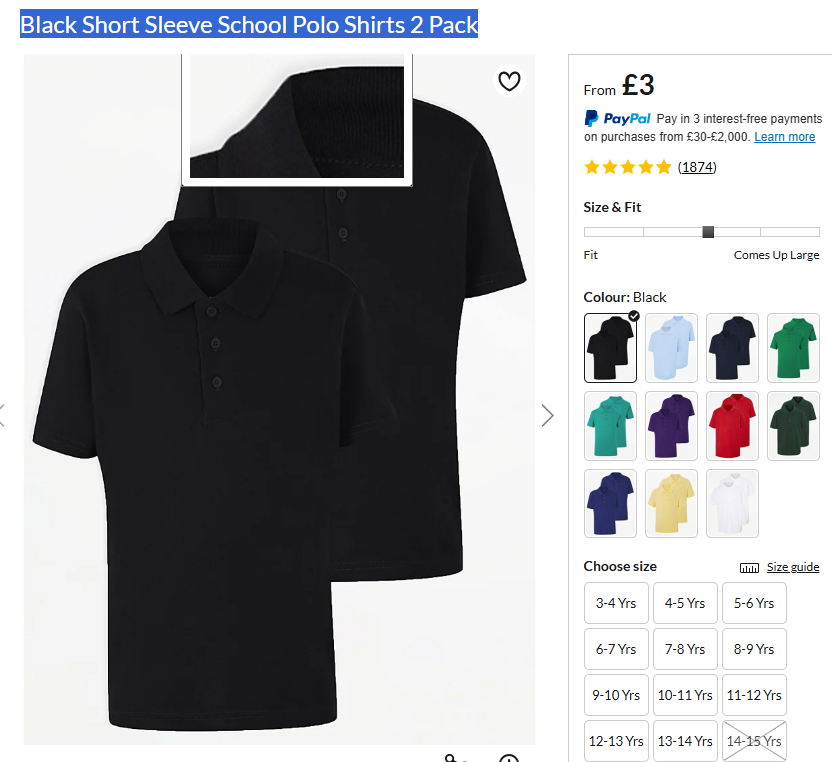 Black Short Sleeve School Polo Shirts 2 Pack
From £3
PayPal Pay in 3 interest-free payments
on purchases from £30-£2,000. Learn more
(1874)
Size & Fit
Fit Comes Up Large
Colour: Black
Choose size Size guide
3-4 Yrs 4-5 Yrs 5-6 Yrs
6-7 Yrs 7-8 Yrs 8-9 Yrs
9-10 Yrs 10-11 Yrs 11-12 Yrs
12-13 Yrs 13-14 Yrs 14-15 Yrs